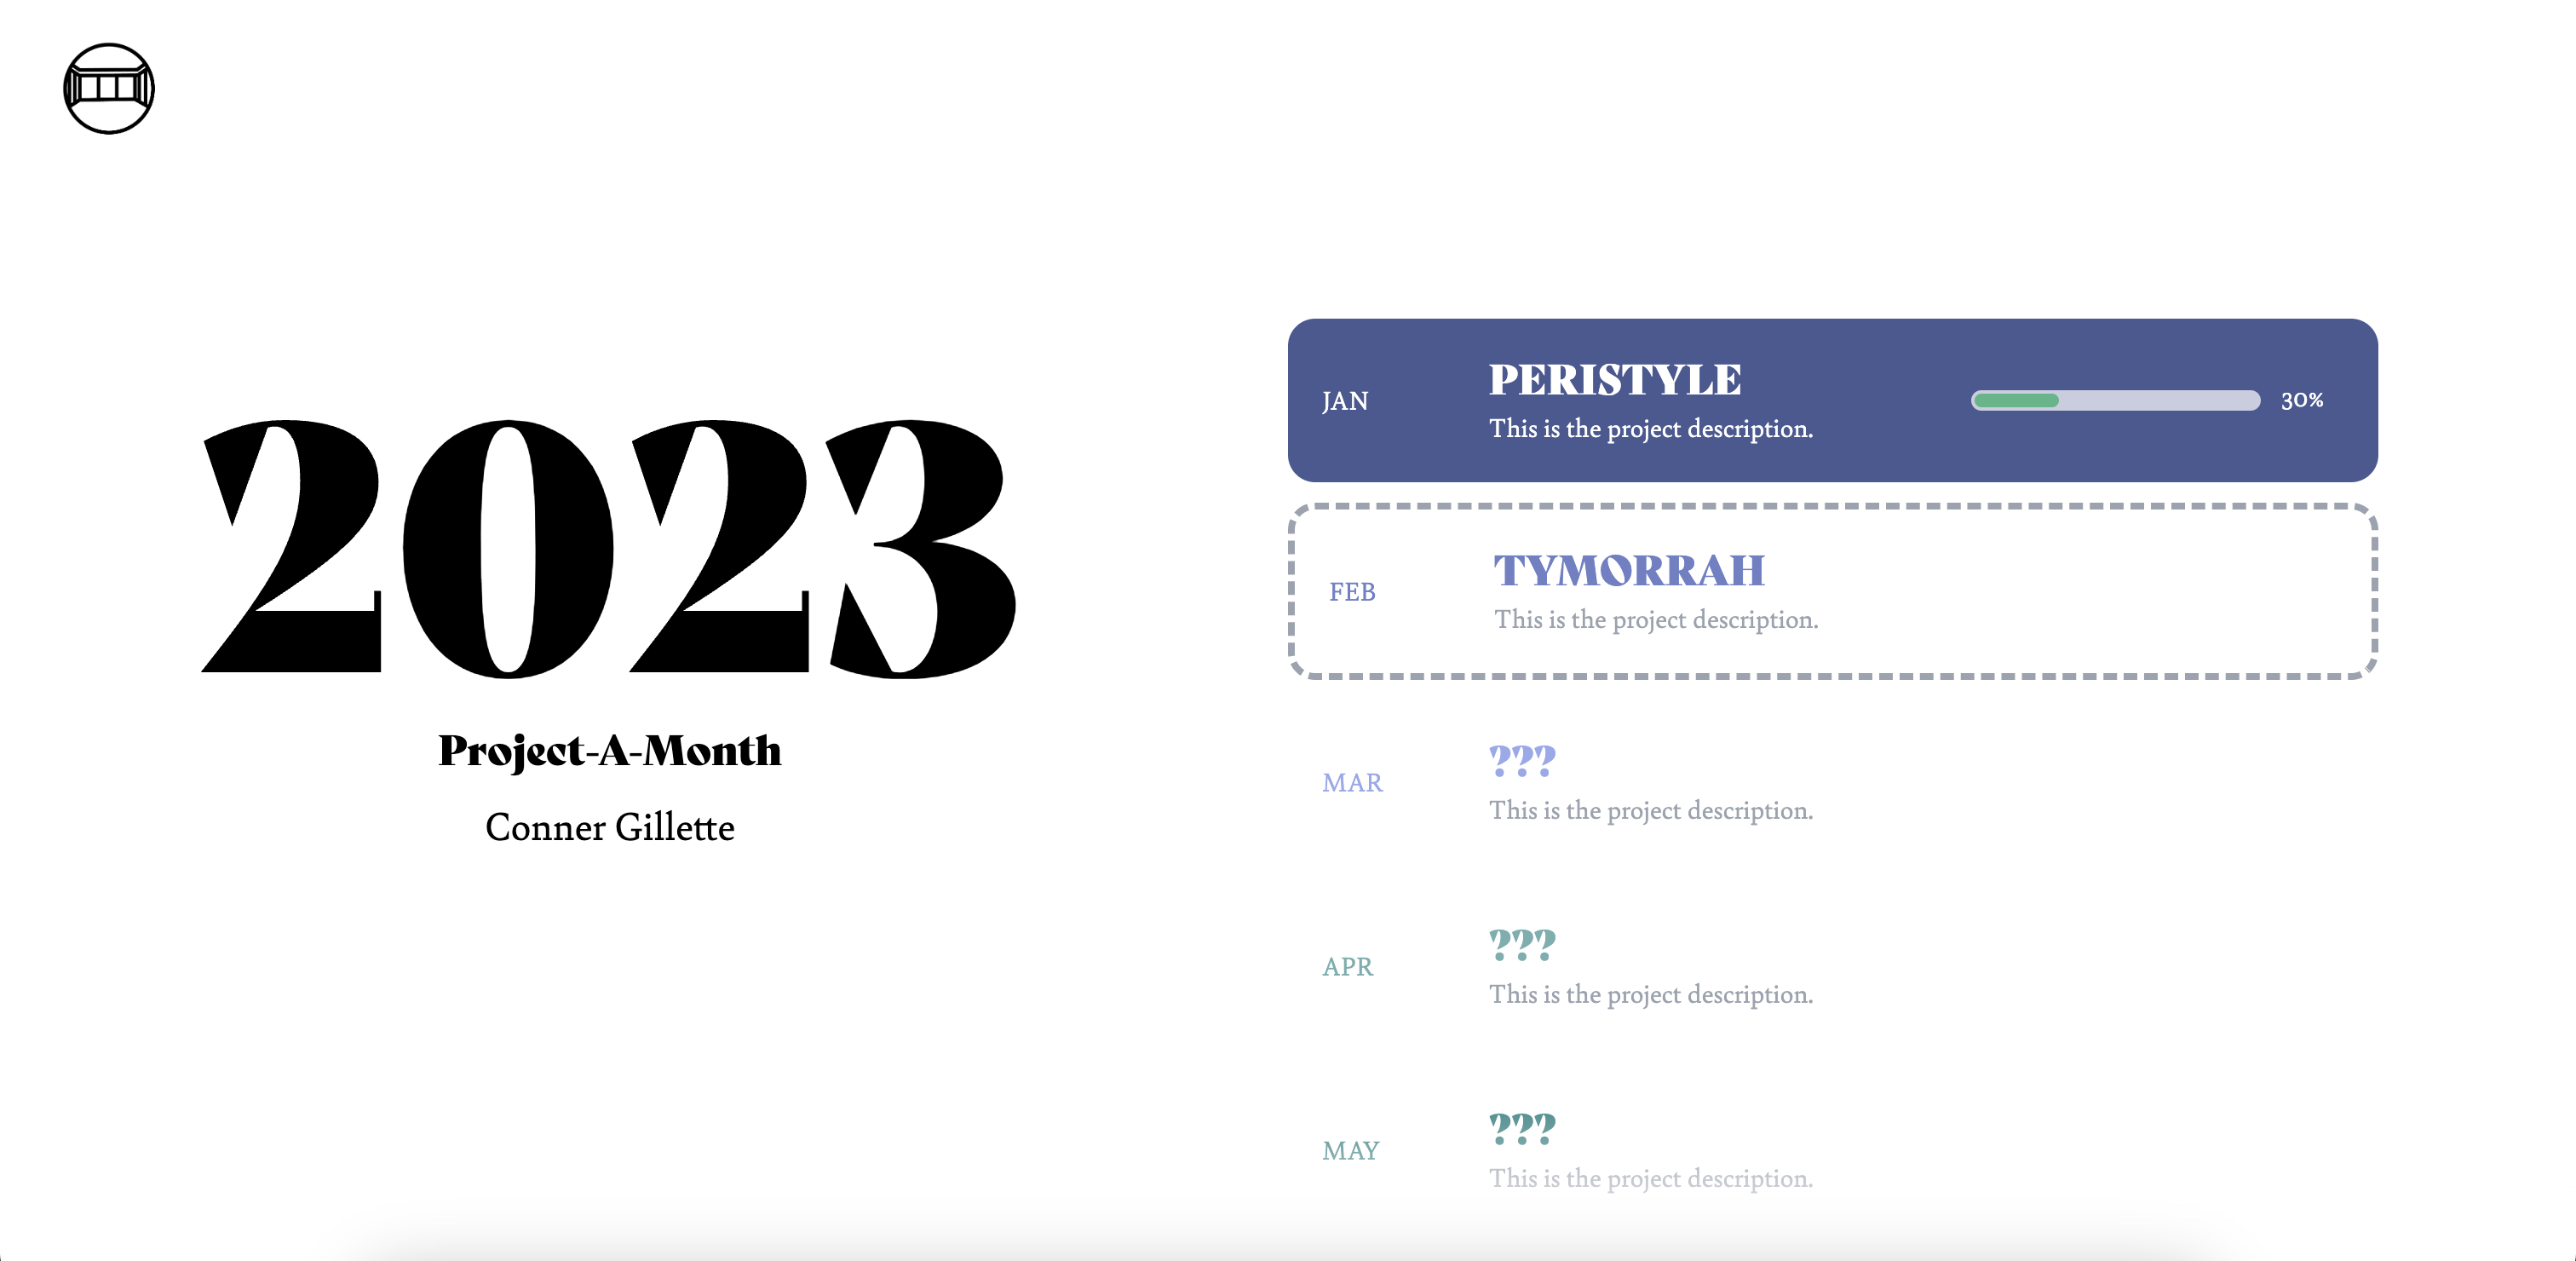 2023
Project-A-Month
Conner Gillette
JAN
PERISTYLE
This is the project description.
30%
FEB
TYMORRAH
This is the project description.
MAR
???
This is the project description.
APR
???
This is the project description.
MAY
???
This is the project description.